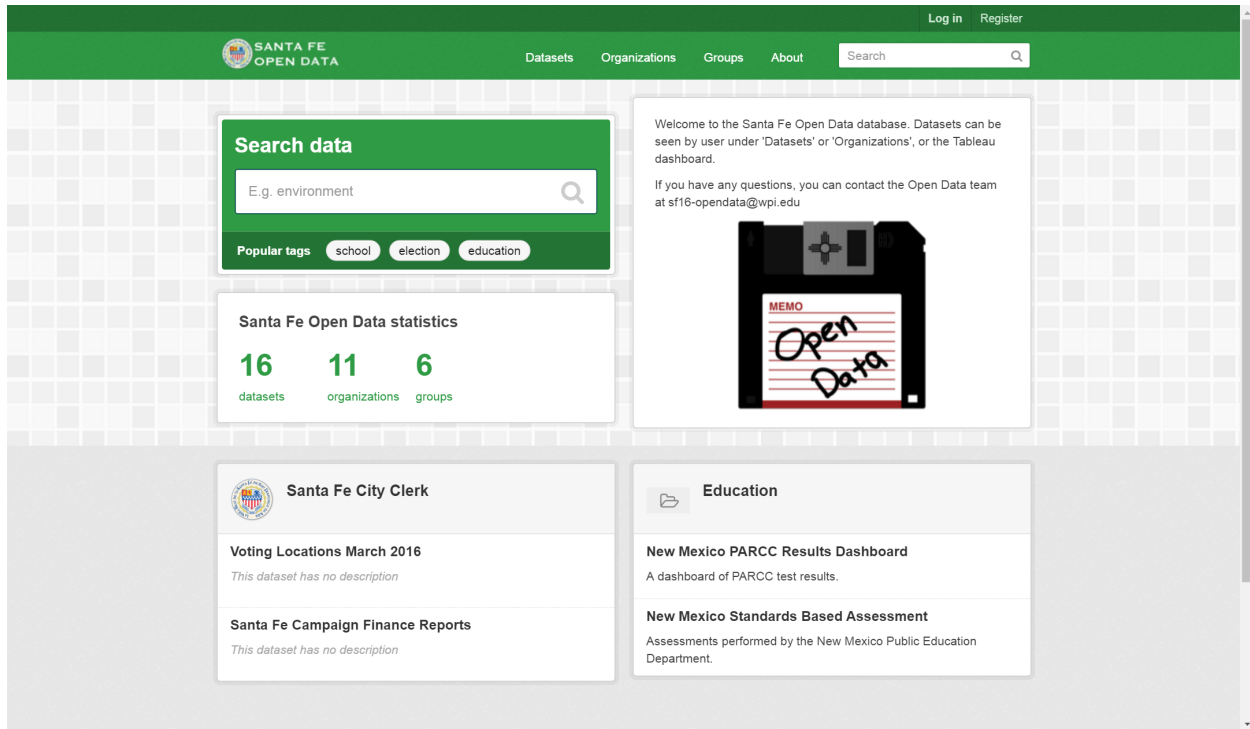 Log in Register
SANTA FE
OPEN DATA
Datasets Organizations Groups About Search
Search data
E.g. environment
Popular tags school election education
Santa Fe Open Data statistics
16 11 6
datasets organizations groups
Welcome to the Santa Fe Open Data database. Datasets can be
seen by user under 'Datasets' or 'Organizations', or the Tableau
dashboard.
If you have any questions, you can contact the Open Data team
at sf16-opendata@wpi.edu
MEMO
Open
Data
Santa Fe City Clerk
Voting Locations March 2016
This dataset has no description
Santa Fe Campaign Finance Reports
This dataset has no description
Education
New Mexico PARCC Results Dashboard
A dashboard of PARCC test results.
New Mexico Standards Based Assessment
Assessments performed by the New Mexico Public Education
Department.